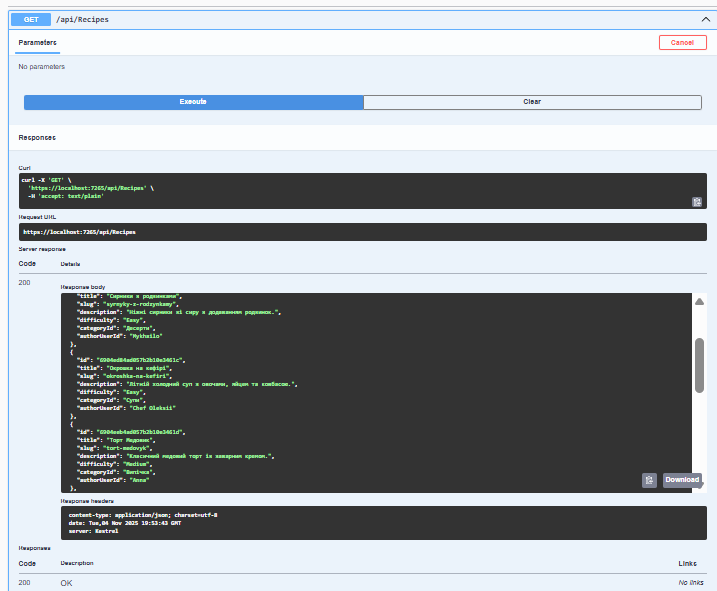 GET /api/Recipes
Parameters
Cancel
No parameters
Execute
Clear
Responses
Curl
curl -X 'GET' \
'https://localhost:7265/api/Recipes' \
-H 'accept: text/plain'
Request URL
https://localhost:7265/api/Recipes
Server response
Code Details
200
Response body
"title": "Сирники з родзинками",
"slug": "syrnyky-z-rodzynkamy",
"description": "Ніжні сирники зі сиру з додаванням родзинок.",
"difficulty": "Easy",
"categoryId": "Десерти",
"authorUserId": "Mykhailo"
},
{
"id": "6904ad84ad057b2b10e3461c",
"title": "Окрошка на кефірі",
"slug": "okroshka-na-kefiri",
"description": "Літній холодний суп з овочами, яйцем та ковбасою.",
"difficulty": "Easy",
"categoryId": "Супи",
"authorUserId": "Chef Oleksii"
},
{
"id": "6904aeb4ad057b2b10e3461d",
"title": "Торт Медовик",
"slug": "tort-medovyk",
"description": "Класичний медовий торт із заварним кремом.",
"difficulty": "Medium",
"categoryId": "Випічка",
"authorUserId": "Anna"
},
Download
Response headers
content-type: application/json; charset=utf-8
date: Tue,04 Nov 2025 19:53:43 GMT
server: Kestrel
Responses
Code Description Links
200 OK No links